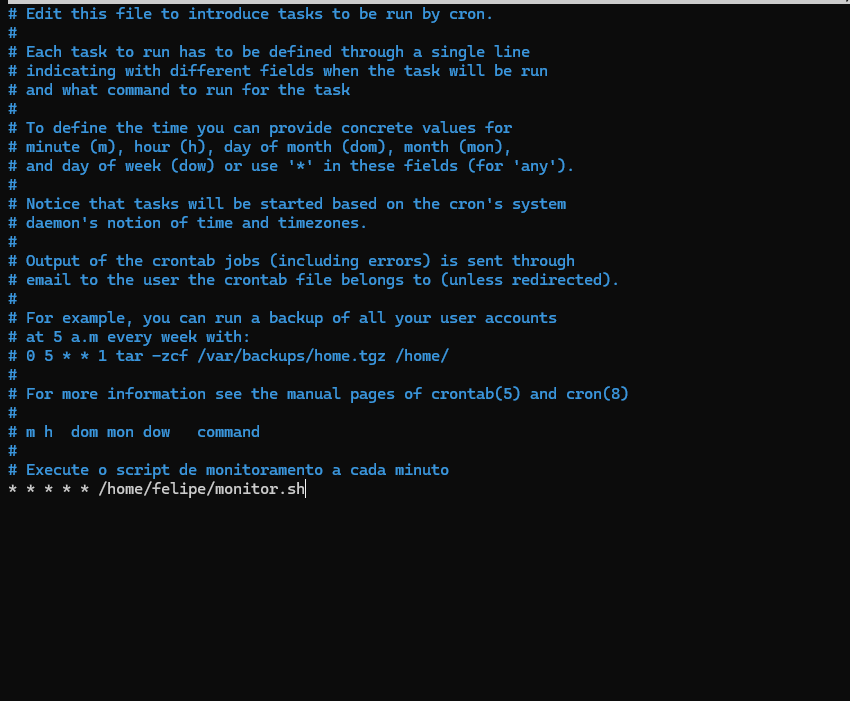 # Edit this file to introduce tasks to be run by cron.
#
# Each task to run has to be defined through a single line
# indicating with different fields when the task will be run
# and what command to run for the task
#
# To define the time you can provide concrete values for
# minute (m), hour (h), day of month (dom), month (mon),
# and day of week (dow) or use '*' in these fields (for 'any').
#
# Notice that tasks will be started based on the cron's system
# daemon's notion of time and timezones.
#
# Output of the crontab jobs (including errors) is sent through
# email to the user the crontab file belongs to (unless redirected).
#
# For example, you can run a backup of all your user accounts
# at 5 a.m every week with:
# 0 5 * * 1 tar -zcf /var/backups/home.tgz /home/
#
# For more information see the manual pages of crontab(5) and cron(8)
#
# m h  dom mon dow   command
#
# Execute o script de monitoramento a cada minuto
* * * * * /home/felipe/monitor.sh